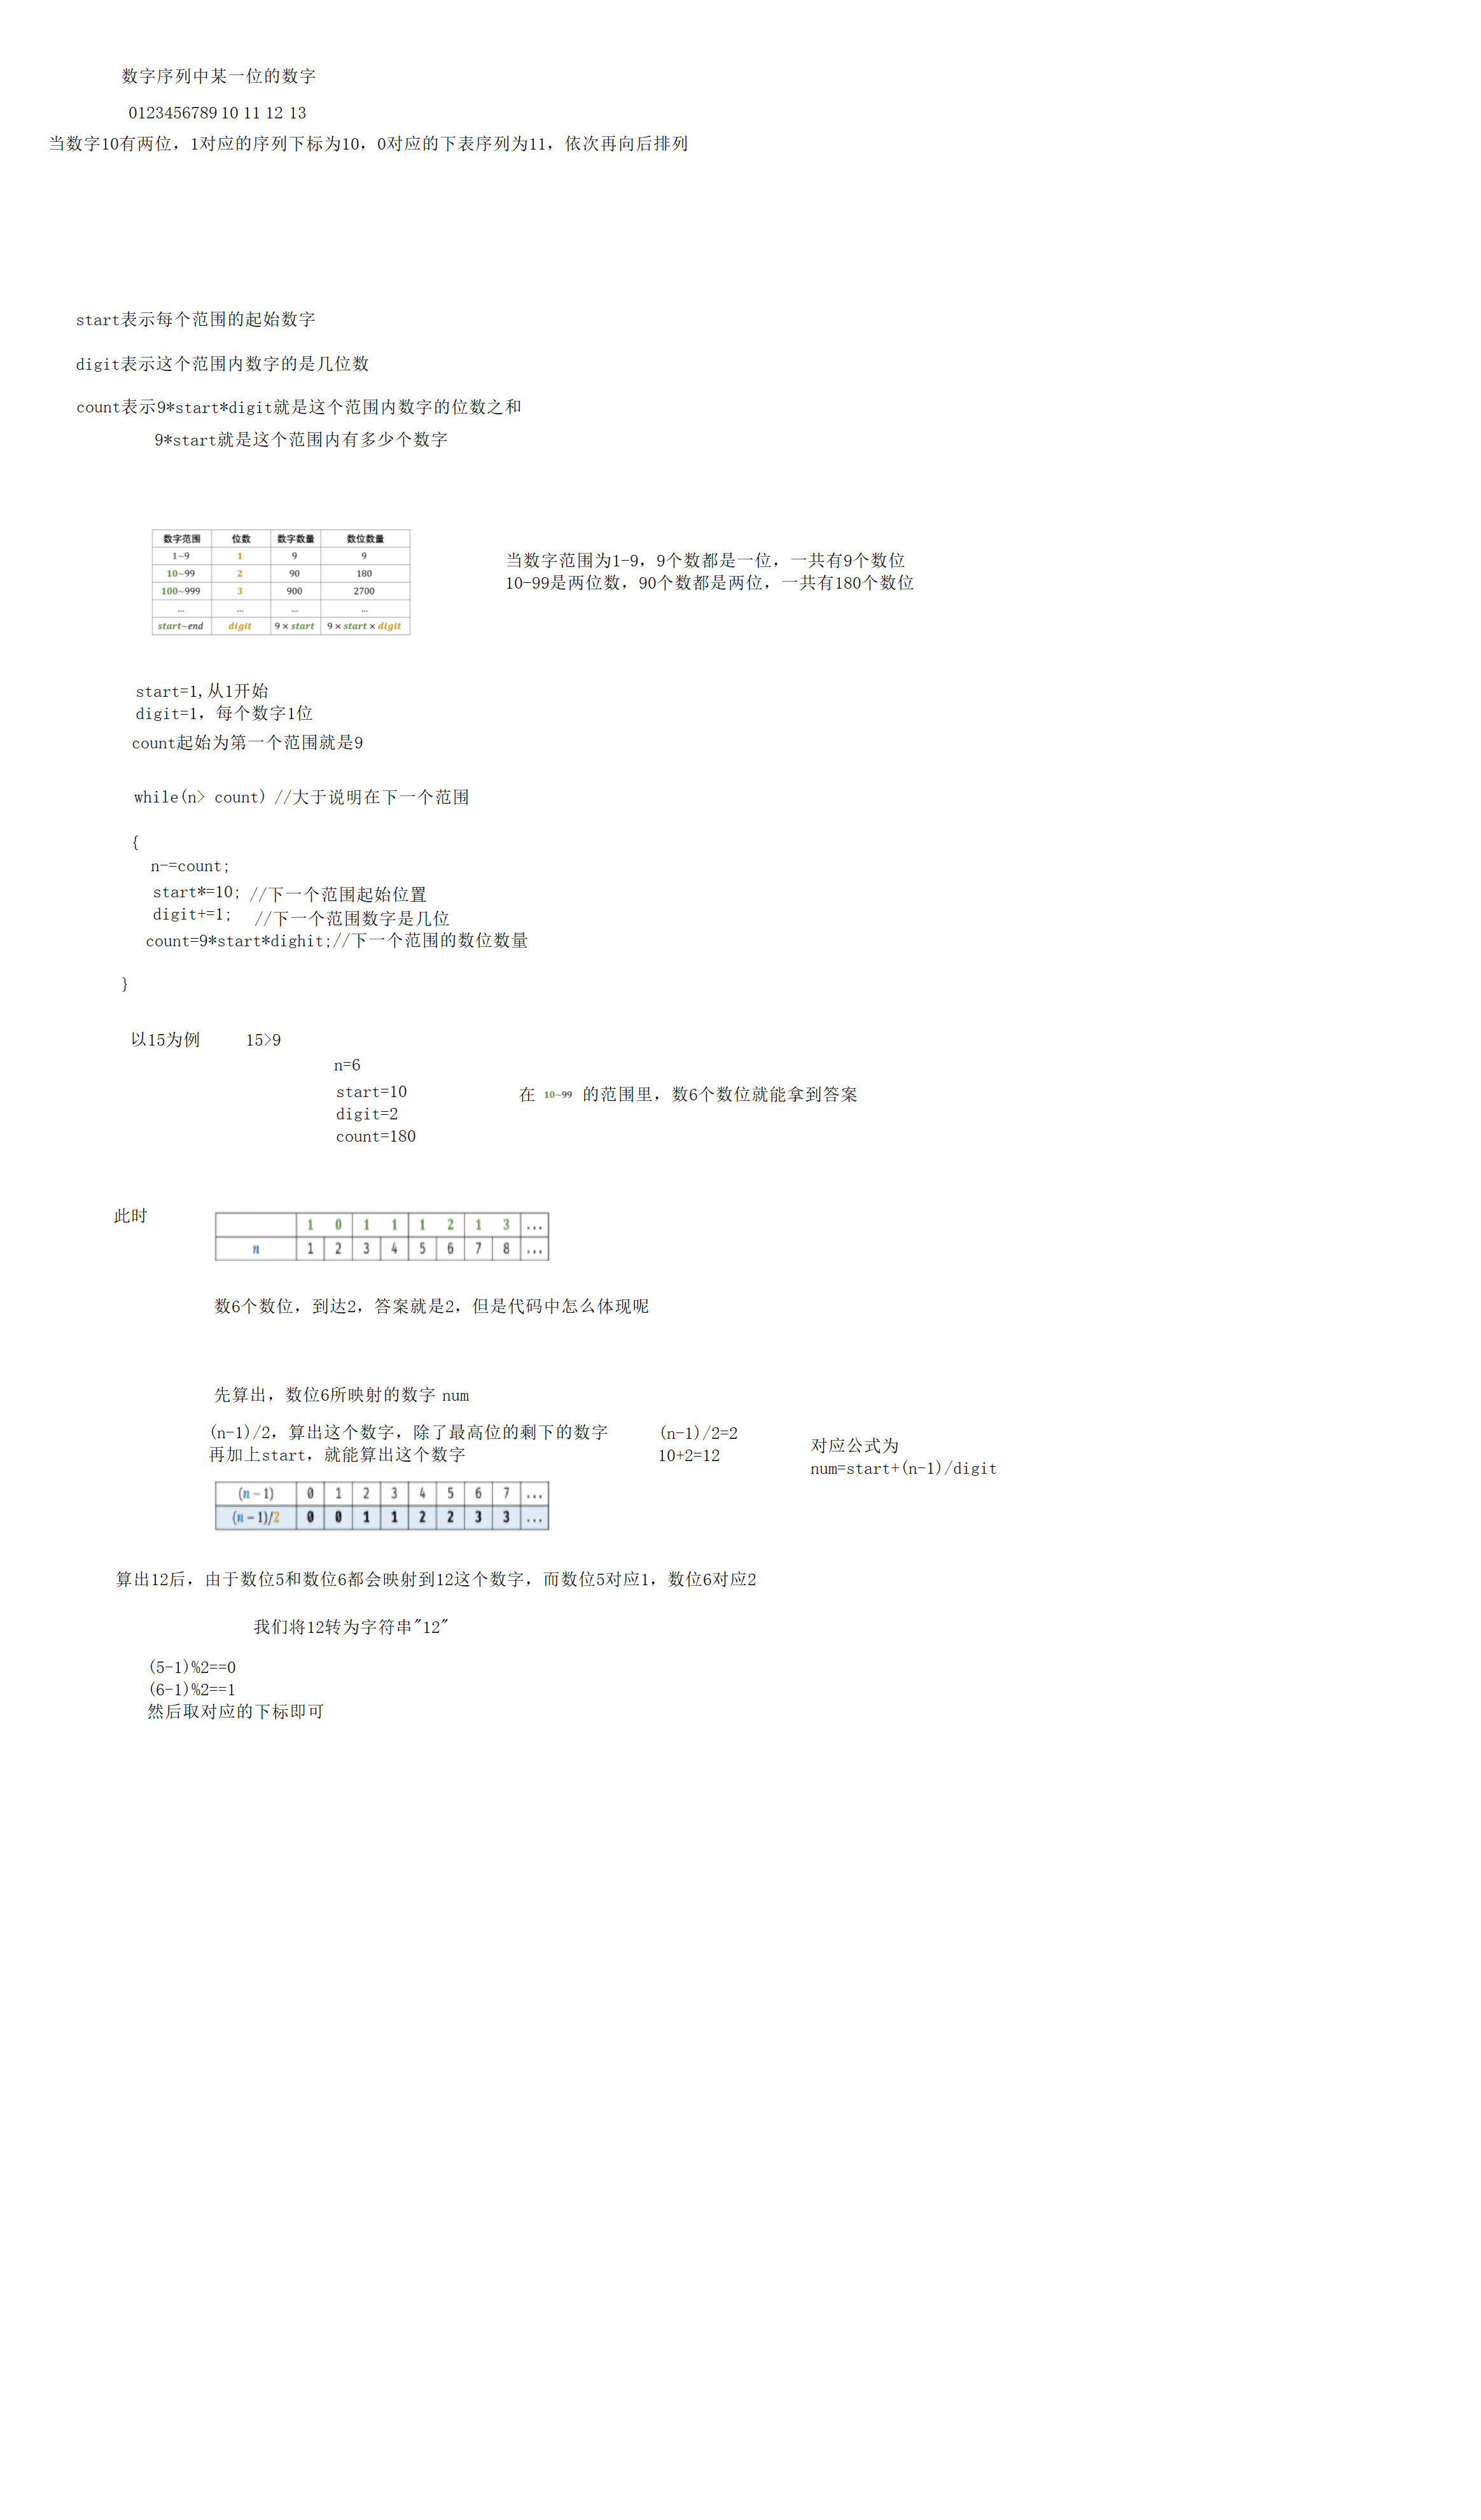 数字序列中某一位的数字
0123456789 10 11 12 13
当数字10有两位，1对应的序列下标为10，0对应的下表序列为11，依次再向后排列
start表示每个范围的起始数字
digit表示这个范围内数字的是几位数
count表示9*start*digit就是这个范围内数字的位数之和
9*start就是这个范围内有多少个数字
数字范围 位数 数字数量 数位数量
1~9 1 9 9
10~99 2 90 180
100~999 3 900 2700
... ... ... ...
start~end digit 9 × start 9 × start × digit
当数字范围为1-9，9个数都是一位，一共有9个数位
10-99是两位数，90个数都是两位，一共有180个数位
start=1,从1开始
digit=1，每个数字1位
count起始为第一个范围就是9
while(n> count) //大于说明在下一个范围
{
n-=count;
start*=10; //下一个范围起始位置
digit+=1; //下一个范围数字是几位
count=9*start*dighit;//下一个范围的数位数量
}
以15为例 15>9
n=6
start=10
digit=2
count=180
在 10~99 的范围里，数6个数位就能拿到答案
此时
1 0 1 1 1 2 1 3 ...
n 1 2 3 4 5 6 7 8 ...
数6个数位，到达2，答案就是2，但是代码中怎么体现呢
先算出，数位6所映射的数字 num
(n-1)/2，算出这个数字，除了最高位的剩下的数字
再加上start，就能算出这个数字
(n-1)/2=2
10+2=12
对应公式为
num=start+(n-1)/digit
(n − 1) 0 1 2 3 4 5 6 7 ...
(n − 1)/2 0 0 1 1 2 2 3 3 ...
算出12后，由于数位5和数位6都会映射到12这个数字，而数位5对应1，数位6对应2
我们将12转为字符串"12"
(5-1)%2==0
(6-1)%2==1
然后取对应的下标即可